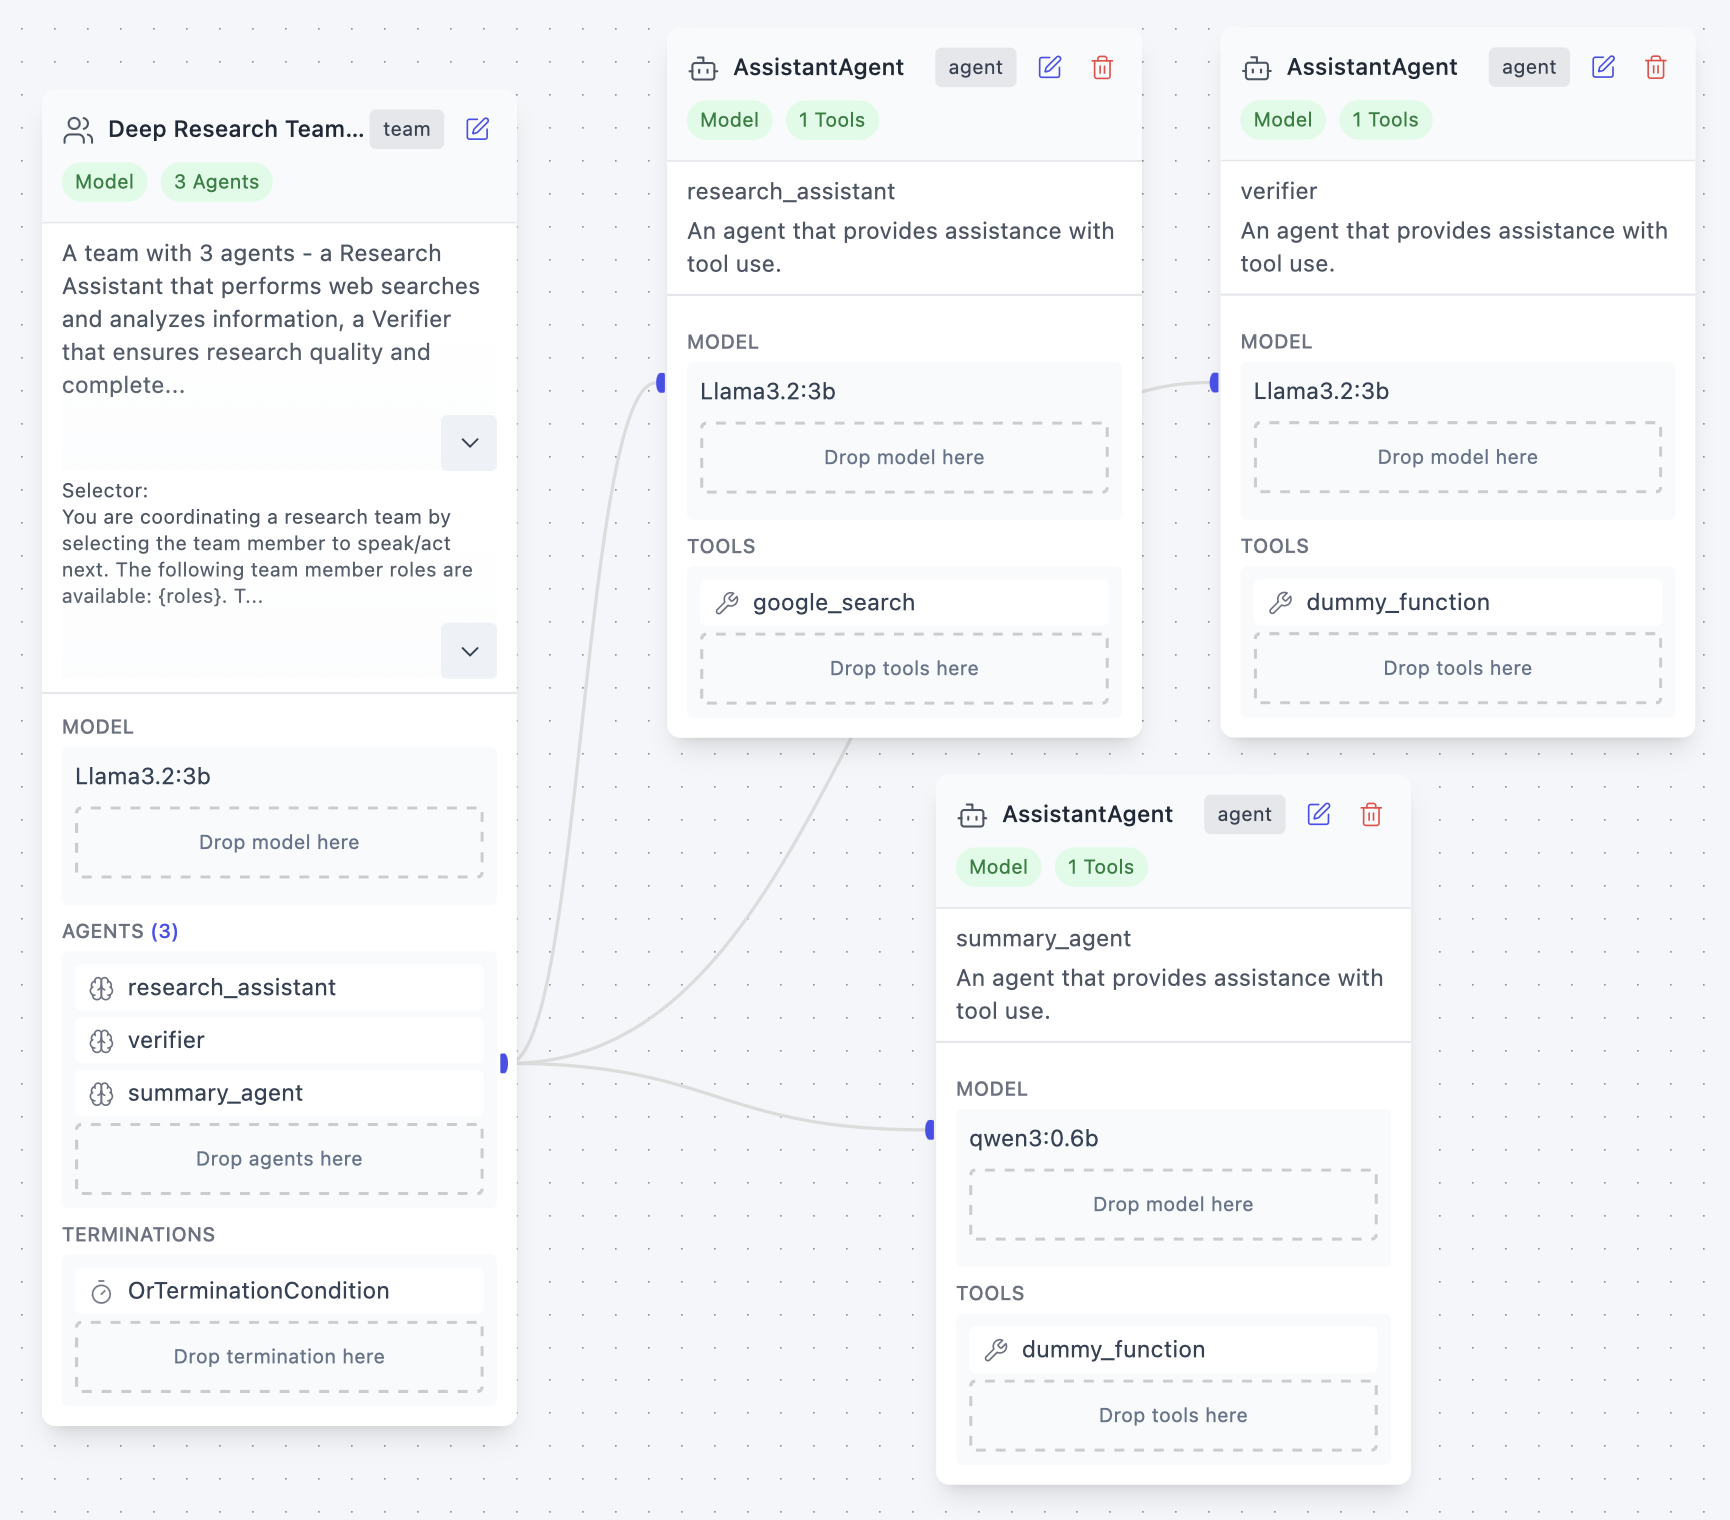 Deep Research Team...
team
Model
3 Agents
A team with 3 agents - a Research
Assistant that performs web searches
and analyzes information, a Verifier
that ensures research quality and
complete...
Selector:
You are coordinating a research team by
selecting the team member to speak/act
next. The following team member roles are
available: {roles}. T...
MODEL
Llama3.2:3b
Drop model here
AGENTS (3)
research_assistant
verifier
summary_agent
Drop agents here
TERMINATIONS
OrTerminationCondition
Drop termination here
AssistantAgent
agent
Model
1 Tools
research_assistant
An agent that provides assistance with
tool use.
MODEL
Llama3.2:3b
Drop model here
TOOLS
google_search
Drop tools here
AssistantAgent
agent
Model
1 Tools
verifier
An agent that provides assistance with
tool use.
MODEL
Llama3.2:3b
Drop model here
TOOLS
dummy_function
Drop tools here
AssistantAgent
agent
Model
1 Tools
summary_agent
An agent that provides assistance with
tool use.
MODEL
qwen3:0.6b
Drop model here
TOOLS
dummy_function
Drop tools here